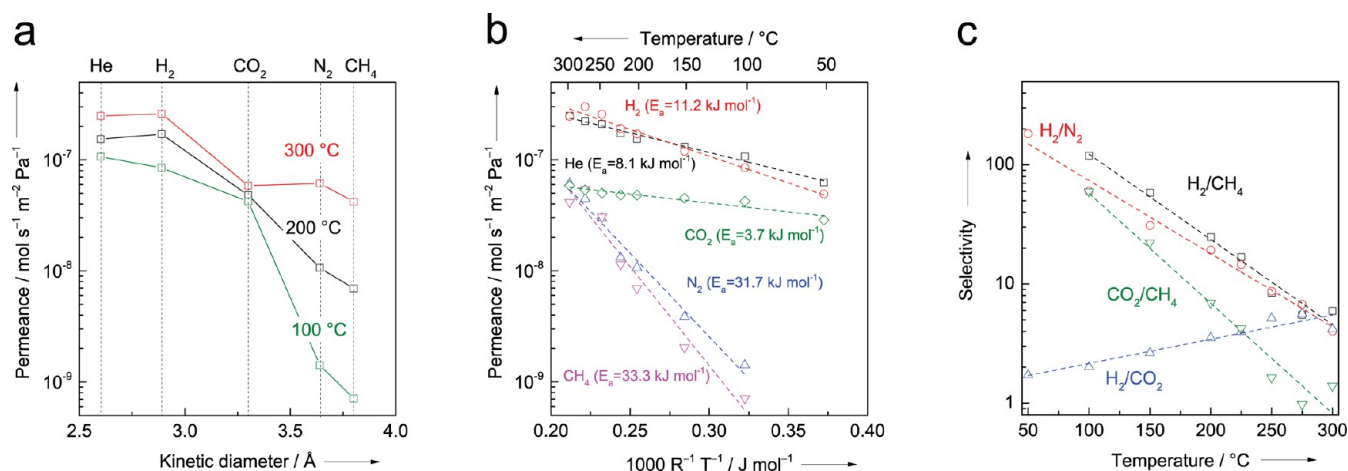 a
He H₂ CO₂ N₂ CH₄
Permeance / mol s⁻¹ m⁻² Pa⁻¹
10⁻⁷
10⁻⁸
10⁻⁹
300 °C
200 °C
100 °C
2.5 3.0 3.5 4.0
Kinetic diameter / Å
b
Temperature / °C
300 250 200 150 100 50
Permeance / mol s⁻¹ m⁻² Pa⁻¹
10⁻⁷
10⁻⁸
10⁻⁹
H₂ (Eₐ=11.2 kJ mol⁻¹)
He (Eₐ=8.1 kJ mol⁻¹)
CO₂ (Eₐ=3.7 kJ mol⁻¹)
N₂ (Eₐ=31.7 kJ mol⁻¹)
CH₄ (Eₐ=33.3 kJ mol⁻¹)
0.20 0.25 0.30 0.35 0.40
1000 R⁻¹ T⁻¹ / J mol⁻¹
c
Selectivity
100
10
1
H₂/N₂
H₂/CH₄
CO₂/CH₄
H₂/CO₂
50 100 150 200 250 300
Temperature / °C